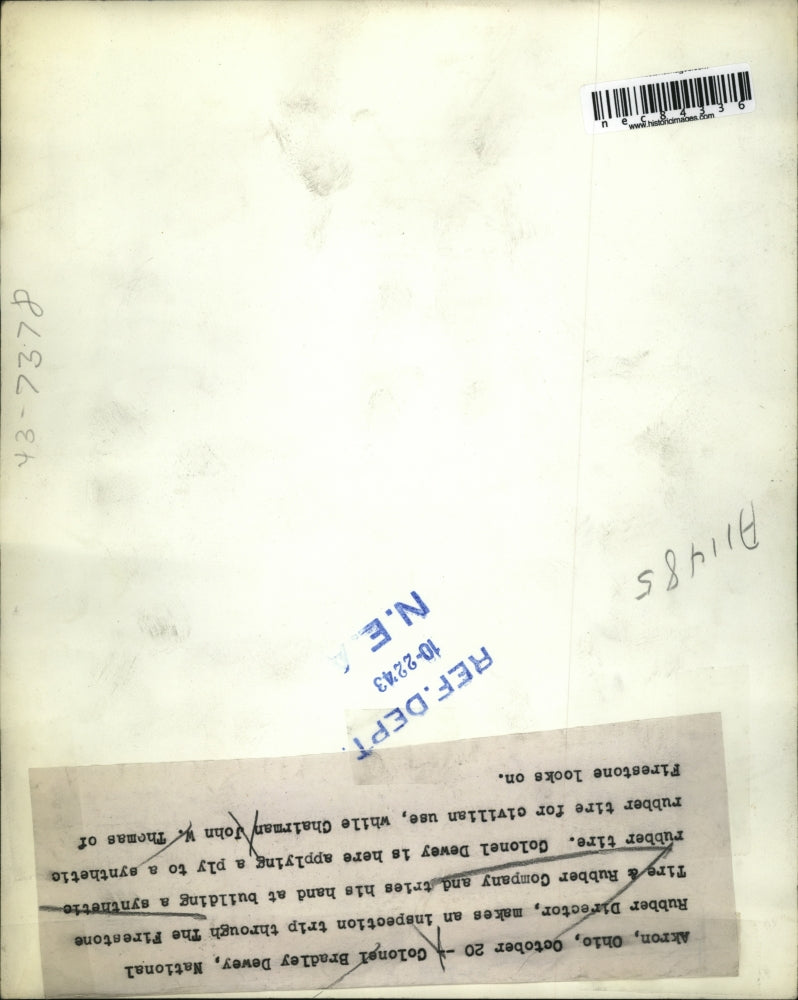 nec84336
www.historicimages.com
43-7378
A11485
N.E.A
10-22-43
REF. DEPT.
Akron, Ohio, October 20 - Colonel Bradley Dewey, National
Rubber Director, makes an inspection trip through The Firestone
Tire & Rubber Company and tries his hand at building a synthetic
rubber tire. Colonel Dewey is here applying a ply to a synthetic
rubber tire for civilian use, while Chairman John W. Thomas of
Firestone looks on.